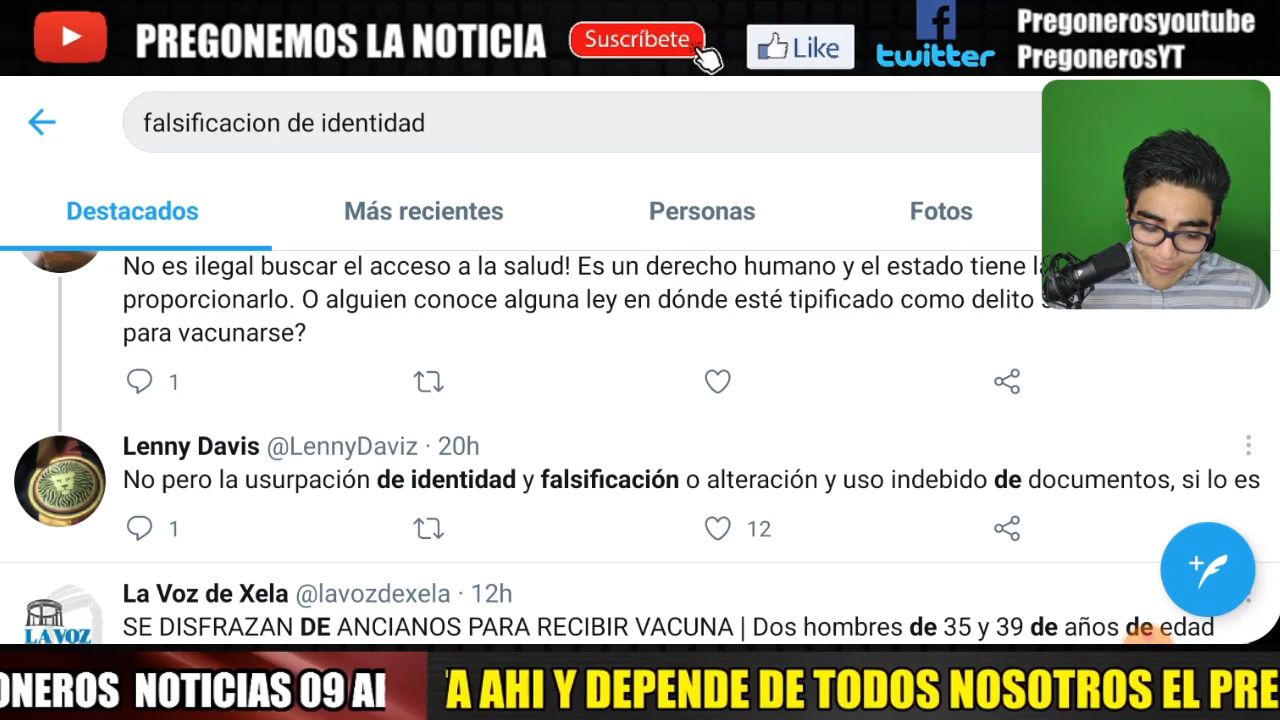 PREGONEMOS LA NOTICIA
Suscríbete
Like
twitter
Pregonerosyoutube
PregonerosYT
falsificacion de identidad
Destacados
Más recientes
Personas
Fotos
No es ilegal buscar el acceso a la salud! Es un derecho humano y el estado tiene
proporcionarlo. O alguien conoce alguna ley en dónde esté tipificado como delito
para vacunarse?
1
Lenny Davis @LennyDaviz · 20h
No pero la usurpación de identidad y falsificación o alteración y uso indebido de documentos, si lo es
1
12
La Voz de Xela @lavozdexela · 12h
LA VOZ
SE DISFRAZAN DE ANCIANOS PARA RECIBIR VACUNA | Dos hombres de 35 y 39 de años de edad
ONEROS NOTICIAS 09 A
A AHI Y DEPENDE DE TODOS NOSOTROS EL PRE